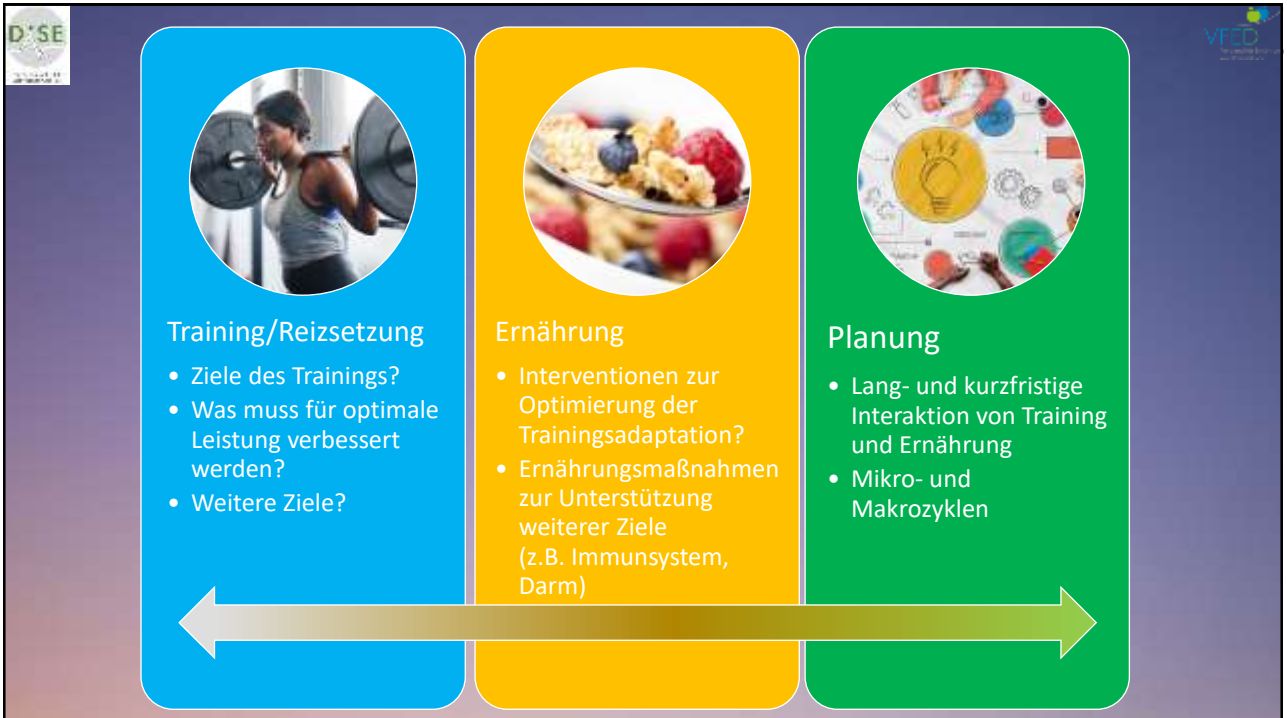 D·SE
VFED
Training/Reizsetzung
• Ziele des Trainings?
• Was muss für optimale
Leistung verbessert
werden?
• Weitere Ziele?
Ernährung
• Interventionen zur
Optimierung der
Trainingsadaptation?
• Ernährungsmaßnahmen
zur Unterstützung
weiterer Ziele
(z.B. Immunsystem,
Darm)
Planung
• Lang- und kurzfristige
Interaktion von Training
und Ernährung
• Mikro- und
Makrozyklen